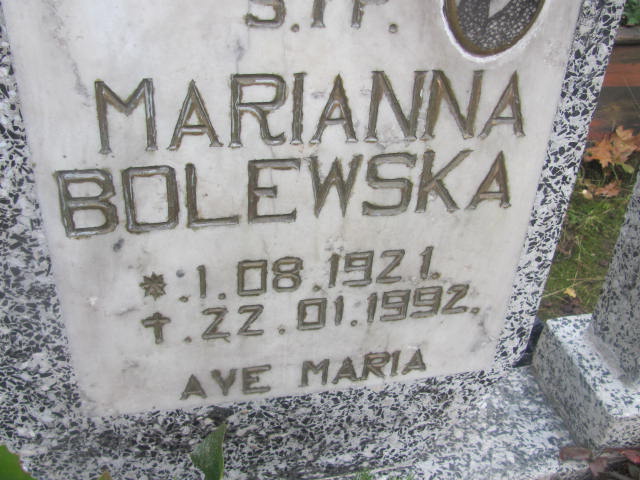 Ś.†P.
MARIANNA
BOLEWSKA
*.1.08.1921.
†.22.01.1992.
AVE MARIA